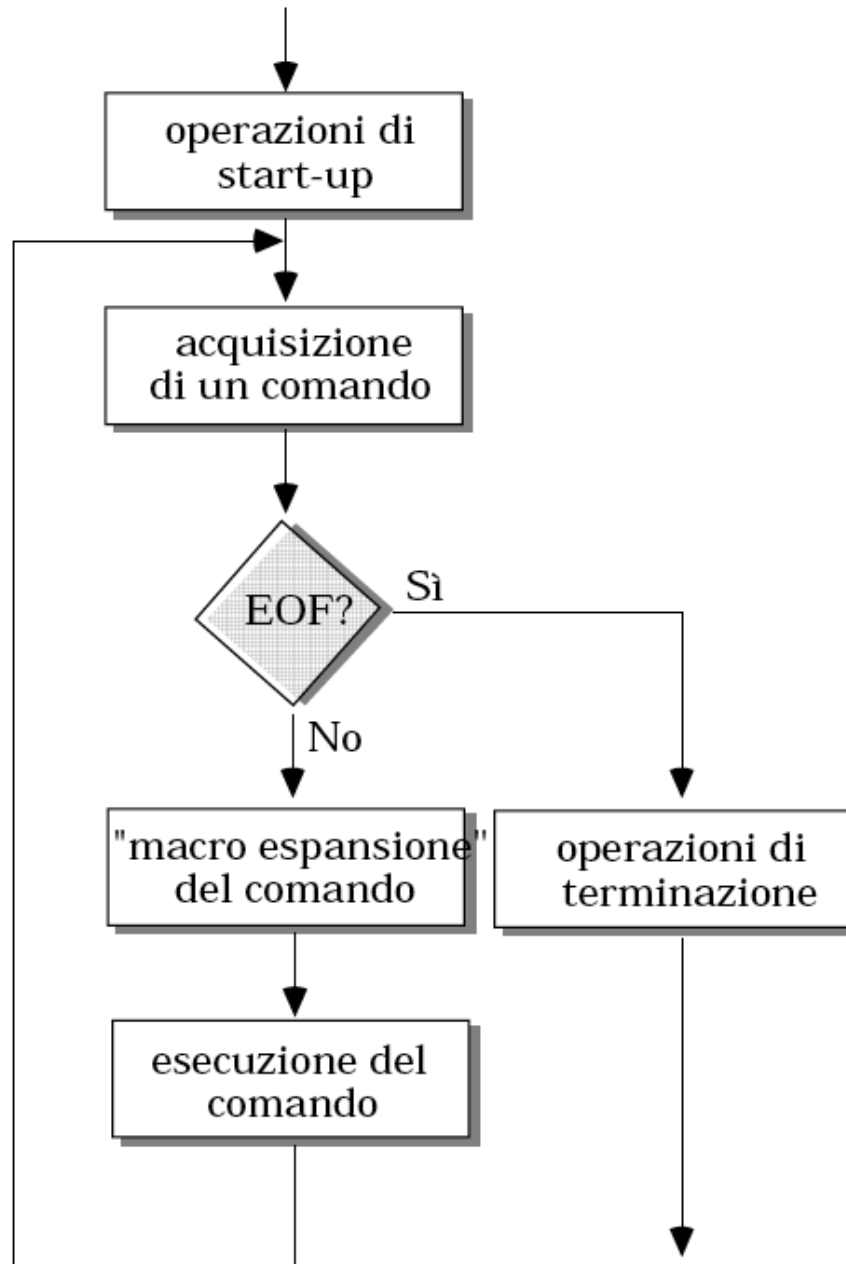 operazioni di
start-up
acquisizione
di un comando
EOF?
Sì
No
"macro espansione"
del comando
operazioni di
terminazione
esecuzione del
comando